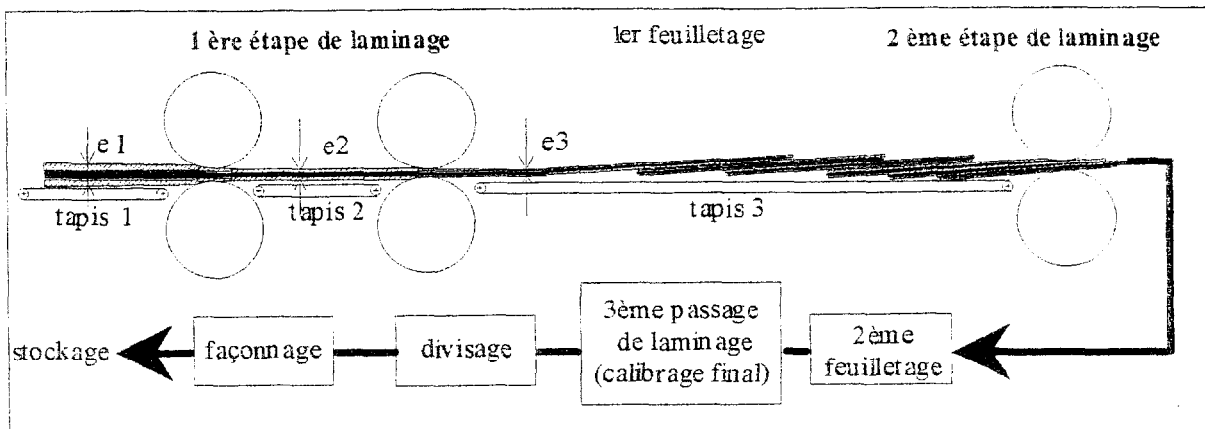 1 ère étape de laminage
1er feuilletage
2 ème étape de laminage
e1
e2
e3
tapis 1
tapis 2
tapis 3
stockage
façonnage
divisage
3ème passage
de laminage
(calibrage final)
2ème
feuilletage